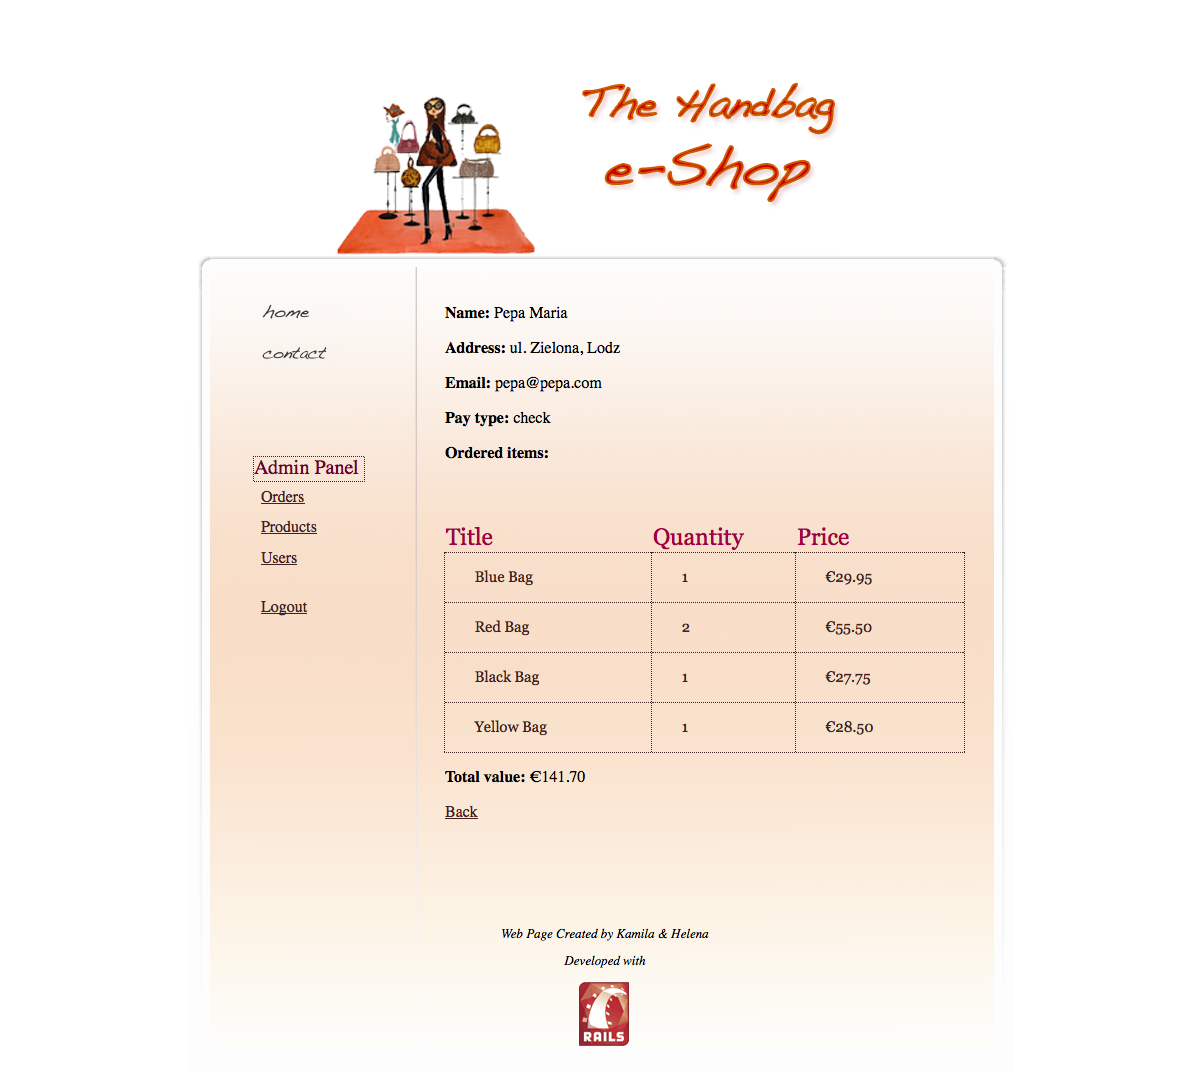 The Handbag
e-Shop
home
contact
Admin Panel
Orders
Products
Users
Logout
Name: Pepa Maria
Address: ul. Zielona, Lodz
Email: pepa@pepa.com
Pay type: check
Ordered items:
Title Quantity Price
Blue Bag 1 €29.95
Red Bag 2 €55.50
Black Bag 1 €27.75
Yellow Bag 1 €28.50
Total value: €141.70
Back
Web Page Created by Kamila & Helena
Developed with
RAILS